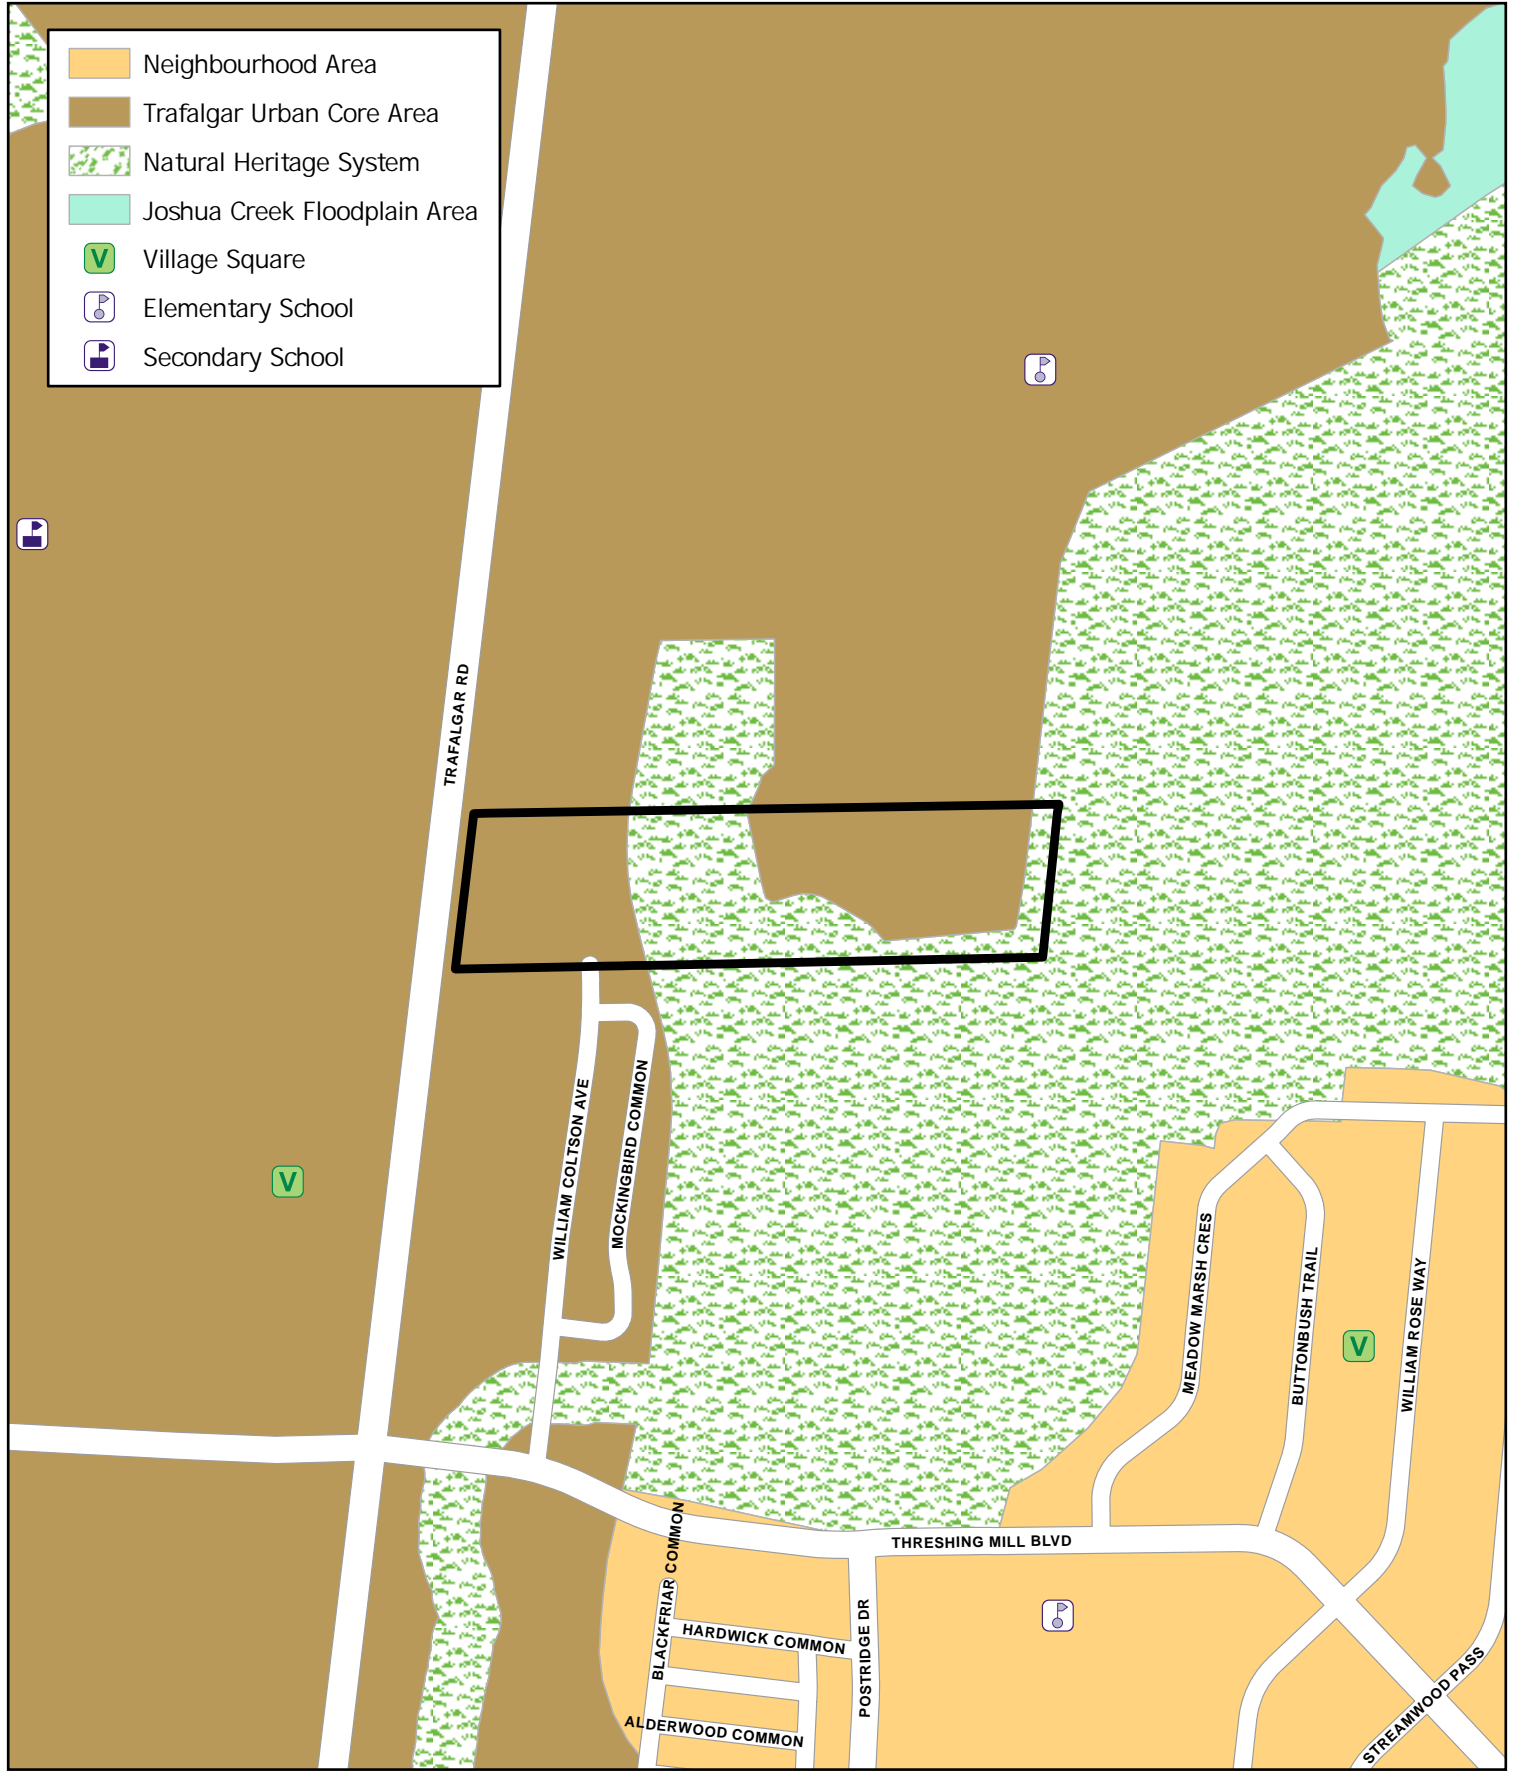 Neighbourhood Area
Trafalgar Urban Core Area
Natural Heritage System
Joshua Creek Floodplain Area
V Village Square
Elementary School
Secondary School
TRAFALGAR RD
WILLIAM COLTSON AVE
MOCKINGBIRD COMMON
V
MEADOW MARSH CRES
BUTTONBUSH TRAIL
V
WILLIAM ROSE WAY
THRESHING MILL BLVD
BLACKFRIAR COMMON
HARDWICK COMMON
POSTRIDGE DR
ALDERWOOD COMMON
STREAMWOOD PASS